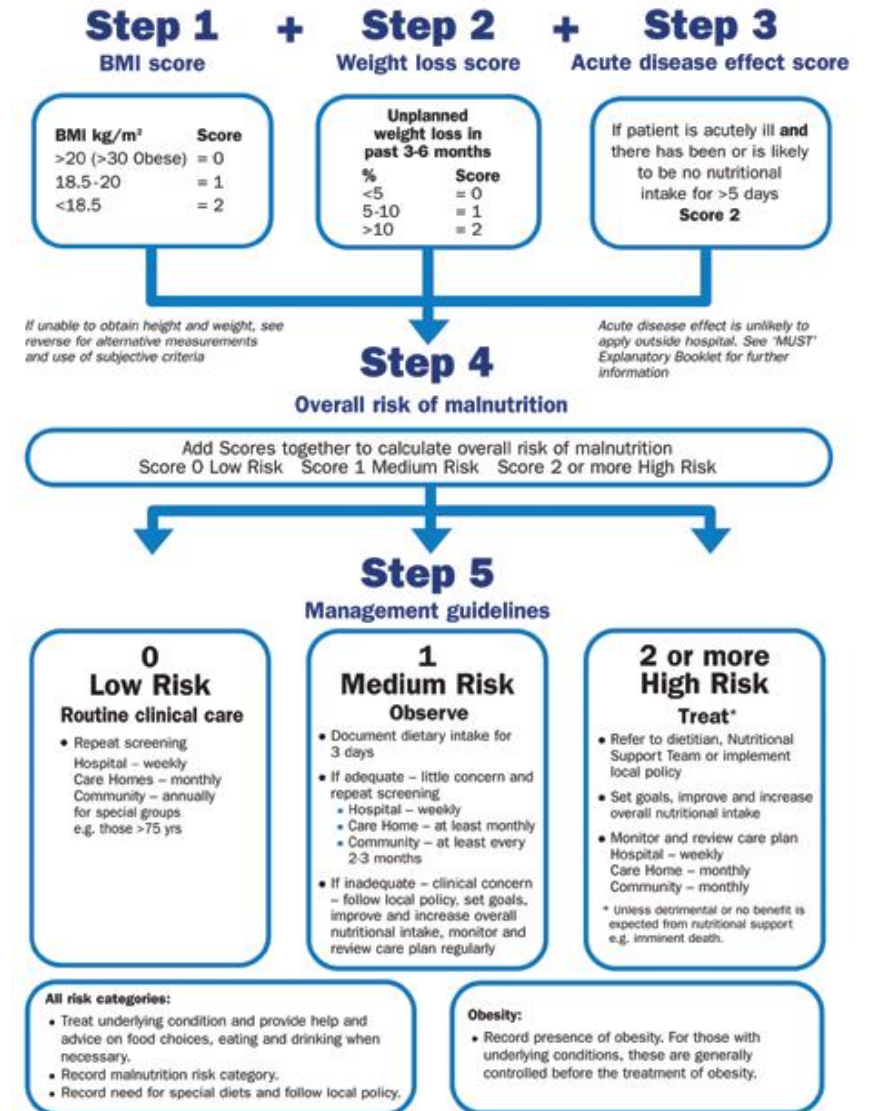 Step 1 + Step 2 + Step 3
BMI score
Weight loss score
Acute disease effect score
BMI kg/m² Score
>20 (>30 Obese) = 0
18.5-20 = 1
<18.5 = 2
Unplanned
weight loss in
past 3-6 months
% Score
<5 = 0
5-10 = 1
>10 = 2
If patient is acutely ill and
there has been or is likely
to be no nutritional
intake for >5 days
Score 2
If unable to obtain height and weight, see
reverse for alternative measurements
and use of subjective criteria
Acute disease effect is unlikely to
apply outside hospital. See 'MUST'
Explanatory Booklet for further
information
Step 4
Overall risk of malnutrition
Add Scores together to calculate overall risk of malnutrition
Score 0 Low Risk Score 1 Medium Risk Score 2 or more High Risk
Step 5
Management guidelines
0
Low Risk
Routine clinical care
• Repeat screening
Hospital – weekly
Care Homes – monthly
Community – annually
for special groups
e.g. those >75 yrs
1
Medium Risk
Observe
• Document dietary intake for
3 days
• If adequate – little concern and
repeat screening
• Hospital – weekly
• Care Home – at least monthly
• Community – at least every
2-3 months
• If inadequate – clinical concern
– follow local policy, set goals,
improve and increase overall
nutritional intake, monitor and
review care plan regularly
2 or more
High Risk
Treat*
• Refer to dietitian, Nutritional
Support Team or implement
local policy
• Set goals, improve and increase
overall nutritional intake
• Monitor and review care plan
Hospital – weekly
Care Home – monthly
Community – monthly
* Unless detrimental or no benefit is
expected from nutritional support
e.g. imminent death.
All risk categories:
• Treat underlying condition and provide help and
advice on food choices, eating and drinking when
necessary.
• Record malnutrition risk category.
• Record need for special diets and follow local policy.
Obesity:
• Record presence of obesity. For those with
underlying conditions, these are generally
controlled before the treatment of obesity.